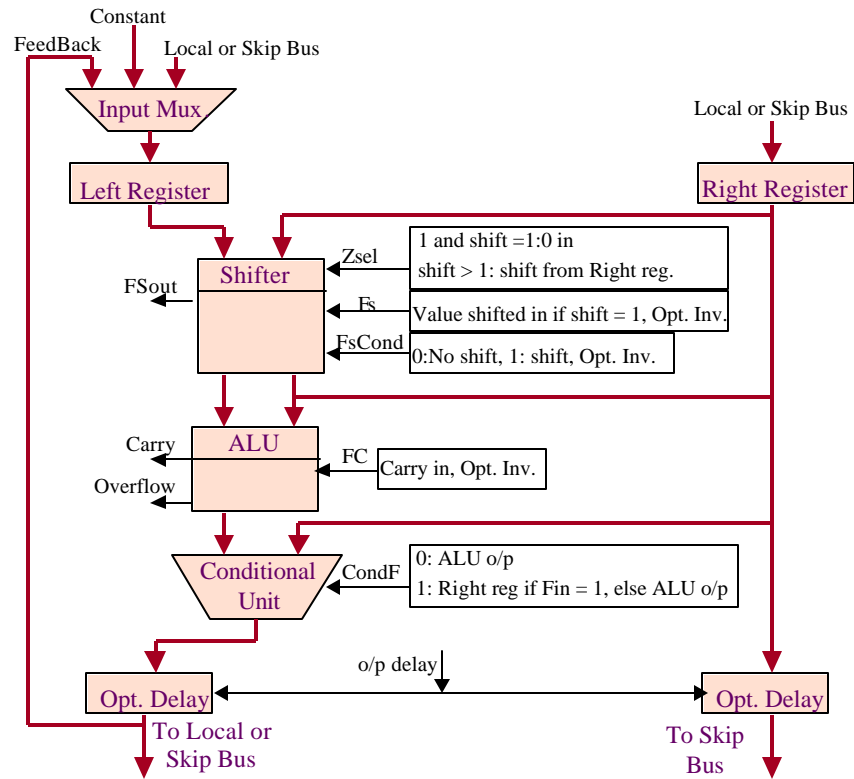 Constant
FeedBack
Local or Skip Bus
Input Mux.
Local or Skip Bus
Left Register
Right Register
Shifter
Zsel
1 and shift =1:0 in
shift > 1: shift from Right reg.
FSout
Fs
Value shifted in if shift = 1, Opt. Inv.
FsCond
0:No shift, 1: shift, Opt. Inv.
ALU
Carry
FC
Carry in, Opt. Inv.
Overflow
Conditional
Unit
CondF
0: ALU o/p
1: Right reg if Fin = 1, else ALU o/p
o/p delay
Opt. Delay
Opt. Delay
To Local or
Skip Bus
To Skip
Bus